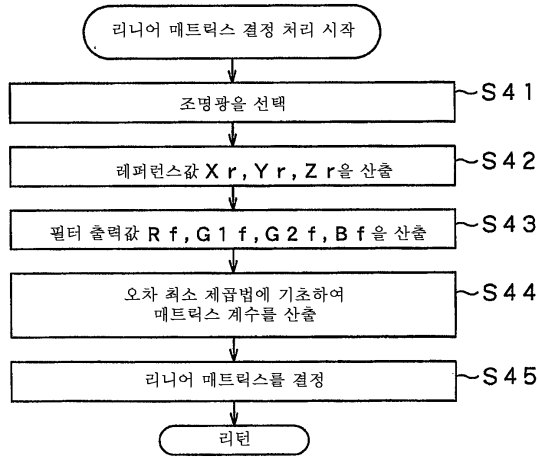 리니어 매트릭스 결정 처리 시작
조명광을 선택
S41
레퍼런스값 Xr, Yr, Zr을 산출
S42
필터 출력값 Rf, G1f, G2f, Bf을 산출
S43
오차 최소 제곱법에 기초하여
매트릭스 계수를 산출
S44
리니어 매트릭스를 결정
S45
리턴